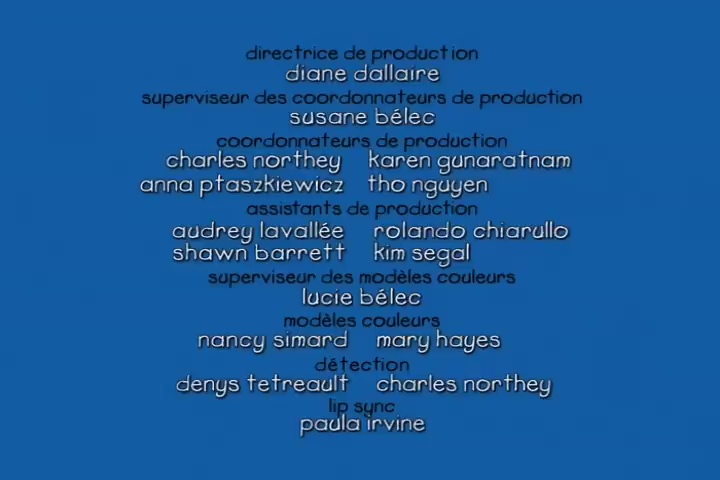 directrice de production
diane dallaire
superviseur des coordonnateurs de production
susane bélec
coordonnateurs de production
charles northey karen gunaratnam
anna ptaszkiewicz tho nguyen
assistants de production
audrey lavallée rolando chiarullo
shawn barrett kim segal
superviseur des modèles couleurs
lucie bélec
modèles couleurs
nancy simard mary hayes
détection
denys tetreault charles northey
lip sync
paula irvine